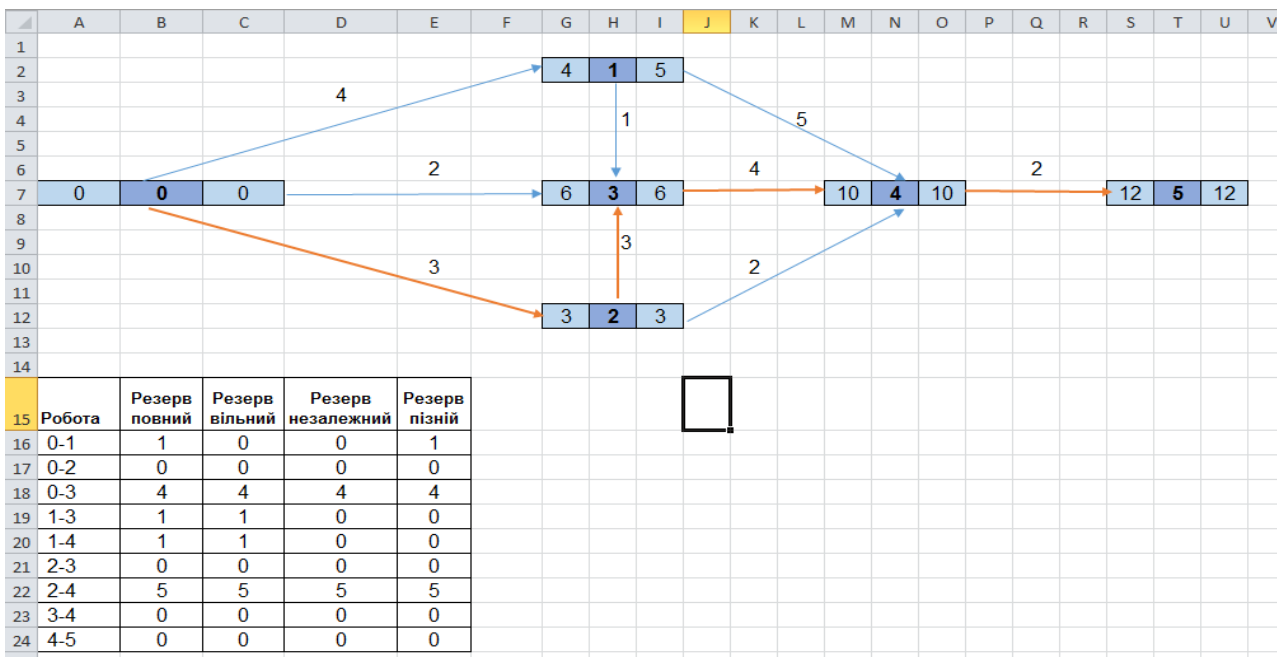 A B C D E F G H I J K L M N O P Q R S T U V
1
2 4 1 5
3 4
4 1 5
5
6 2 4 2
7 0 0 0 6 3 6 10 4 10 12 5 12
8
9 3
10 3 2
11
12 3 2 3
13
14
Резерв Резерв Резерв Резерв
15 Робота повний вільний незалежний пізній
16 0-1 1 0 0 1
17 0-2 0 0 0 0
18 0-3 4 4 4 4
19 1-3 1 1 0 0
20 1-4 1 1 0 0
21 2-3 0 0 0 0
22 2-4 5 5 5 5
23 3-4 0 0 0 0
24 4-5 0 0 0 0